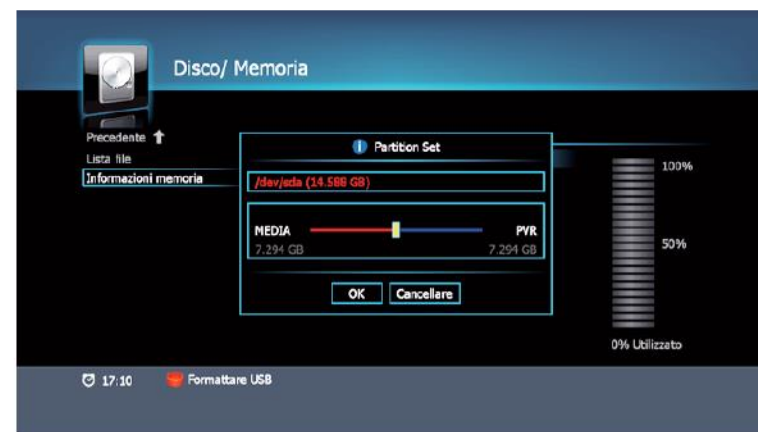 Disco/ Memoria
Precedente
Lista file
Informazioni memoria
Partition Set
/dev/sda (14.588 GB)
MEDIA PVR
7.294 GB 7.294 GB
OK Cancellare
100%
50%
0% Utilizzato
17:10 Formattare USB